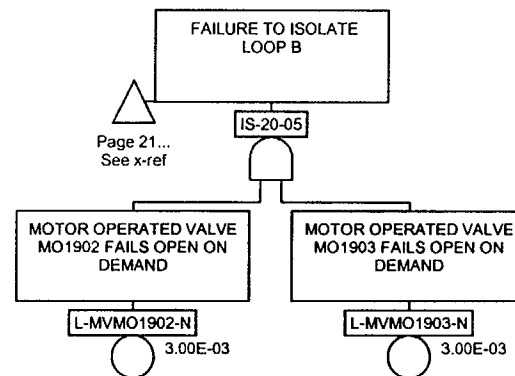 FAILURE TO ISOLATE
LOOP B
Page 21...
See x-ref
IS-20-05
MOTOR OPERATED VALVE
MO1902 FAILS OPEN ON
DEMAND
MOTOR OPERATED VALVE
MO1903 FAILS OPEN ON
DEMAND
L-MVMO1902-N
3.00E-03
L-MVMO1903-N
3.00E-03